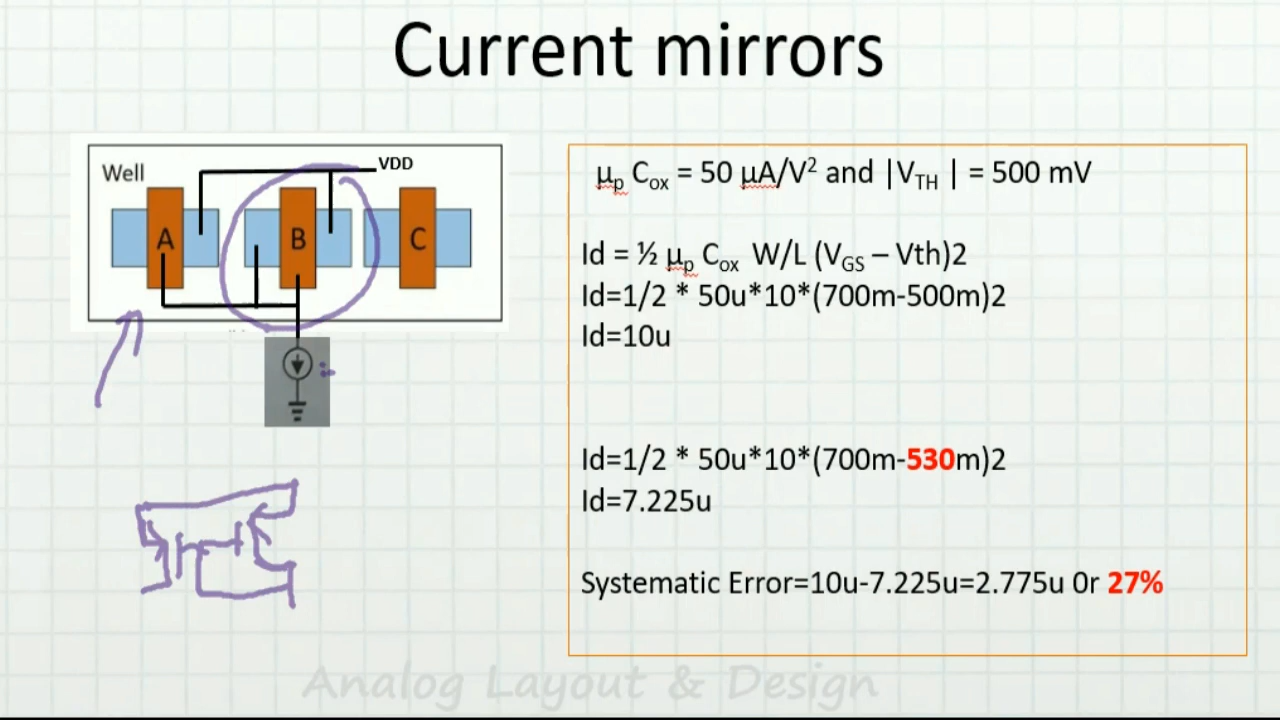 Current mirrors
Well
VDD
A
B
C
μp Cox = 50 μA/V² and |VTH | = 500 mV
Id = ½ μp Cox W/L (VGS – Vth)2
Id=1/2 * 50u*10*(700m-500m)2
Id=10u
Id=1/2 * 50u*10*(700m-530m)2
Id=7.225u
Systematic Error=10u-7.225u=2.775u 0r 27%
Analog Layout & Design